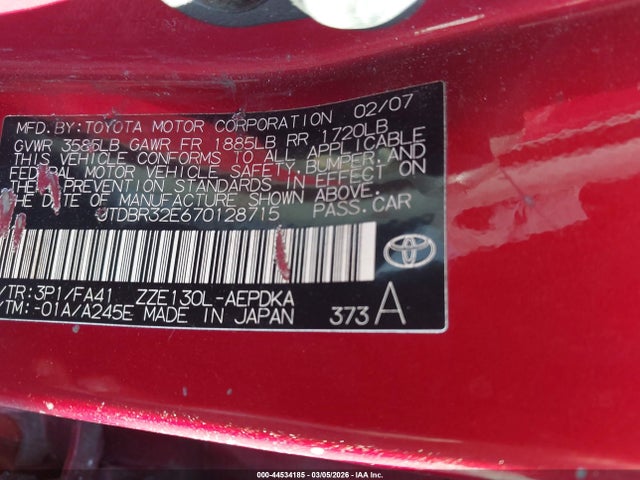 MFD. BY: TOYOTA MOTOR CORPORATION 02/07
GVWR 3585LB GAWR FR 1885LB RR 1720LB
THIS VEHICLE CONFORMS TO ALL APPLICABLE
FEDERAL MOTOR VEHICLE SAFETY, BUMPER, AND
THEFT PREVENTION STANDARDS IN EFFECT ON
THE DATE OF MANUFACTURE SHOWN ABOVE.
JTDBR32E670128715 PASS. CAR
/TR: 3P1/FA41 ZZE130L-AEPDKA
/TM: -01A/A245E MADE IN JAPAN 373 A
000-44534185 - 03/05/2026 - IAA Inc.